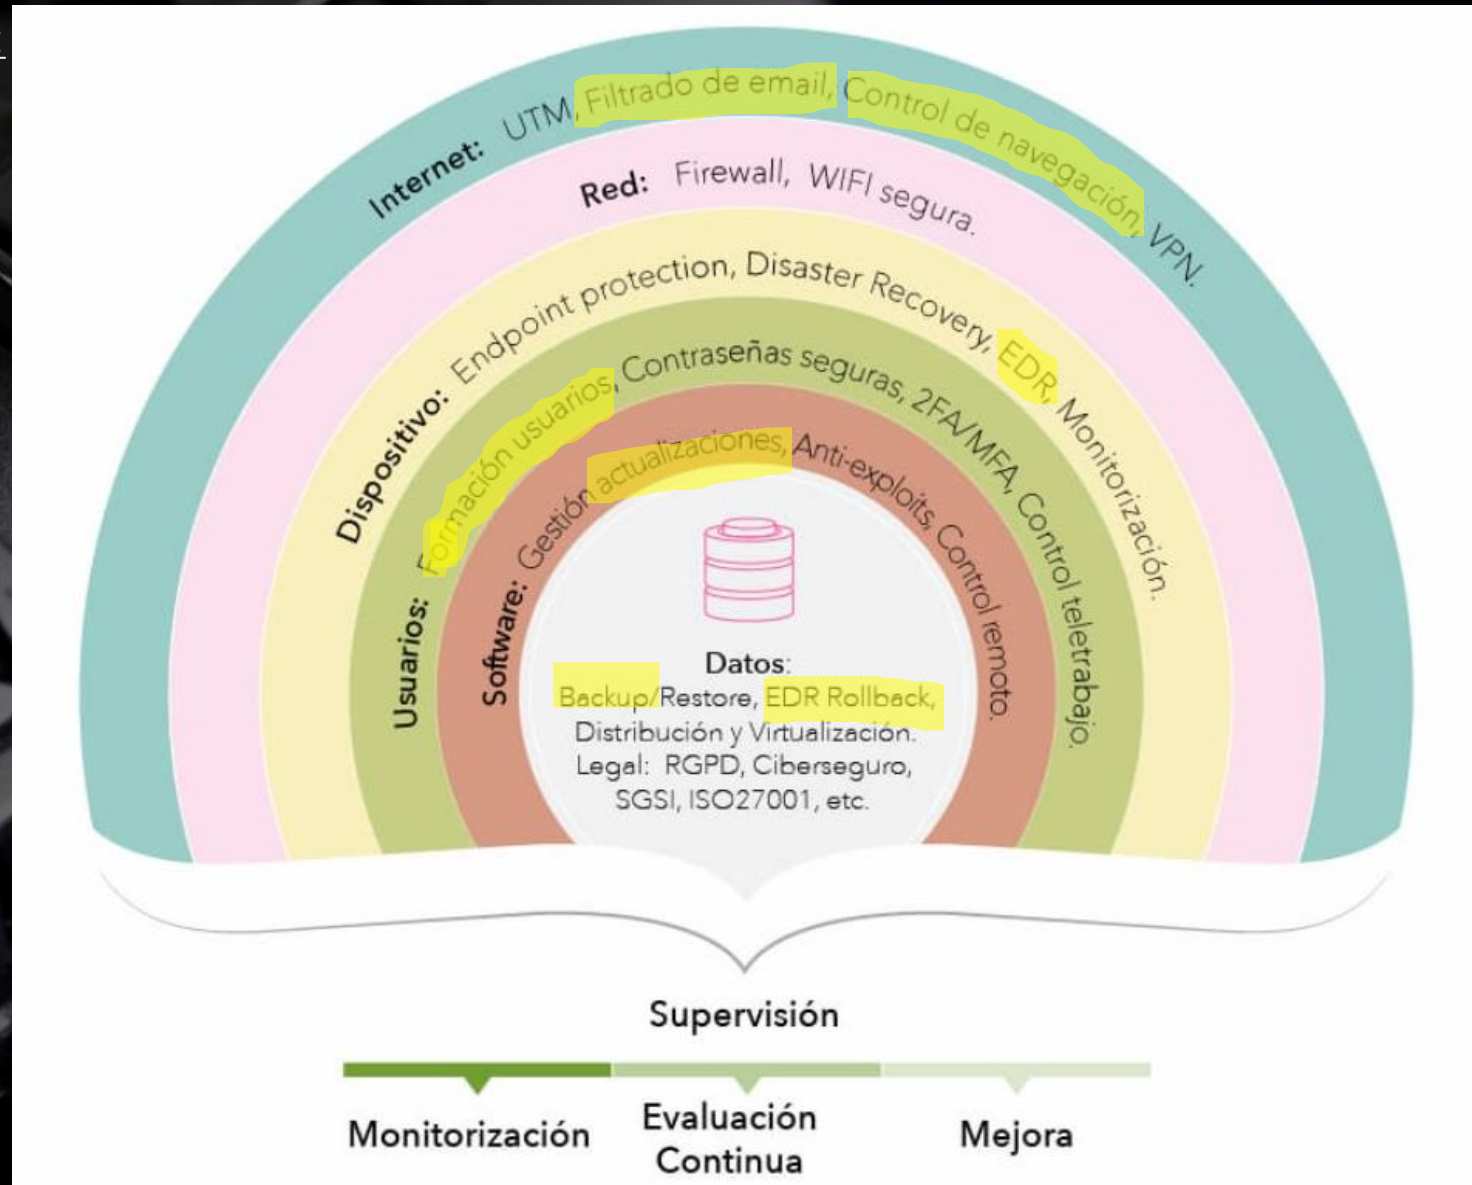 Internet: UTM, Filtrado de email, Control de navegación, VPN.
Red: Firewall, WIFI segura.
Dispositivo: Endpoint protection, Disaster Recovery, EDR, Monitorización.
Usuarios: Formación usuarios, Contraseñas seguras, 2FA/MFA, Control teletrabajo.
Software: Gestión actualizaciones, Anti-exploits, Control remoto.
Datos:
Backup/Restore, EDR Rollback,
Distribución y Virtualización.
Legal: RGPD, Ciberseguro,
SGSI, ISO27001, etc.
Supervisión
Monitorización
Evaluación
Continua
Mejora